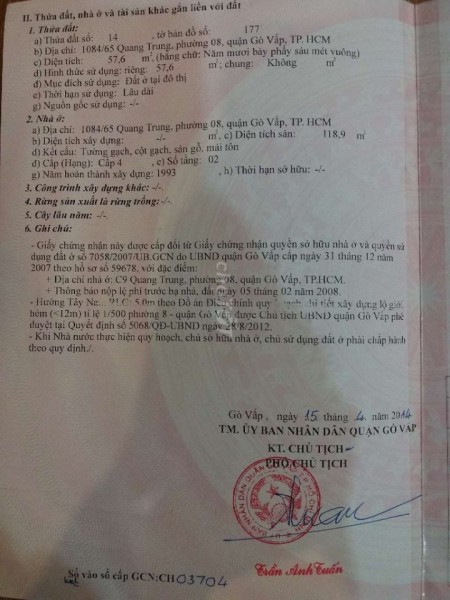 II. Thửa đất, nhà ở và tài sản khác gắn liền với đất
1. Thửa đất:
a) Thửa đất số: 14 , tờ bản đồ số: 177
b) Địa chỉ: 1084/65 Quang Trung, phường 08, quận Gò Vấp, TP. HCM
c) Diện tích: 57,6 m², (bằng chữ: Năm mươi bảy phẩy sáu mét vuông)
d) Hình thức sử dụng: riêng: 57,6 m²; chung: Không m²
đ) Mục đích sử dụng: Đất ở tại đô thị
e) Thời hạn sử dụng: Lâu dài
g) Nguồn gốc sử dụng: -/-
2. Nhà ở:
a) Địa chỉ: 1084/65 Quang Trung, phường 08, quận Gò Vấp, TP. HCM
b) Diện tích xây dựng: -/- m², c) Diện tích sàn: 118,9 m²
d) Kết cấu: Tường gạch, cột gạch, sàn gỗ, mái tôn
đ) Cấp (Hạng): Cấp 4 , e) Số tầng: 02
g) Năm hoàn thành xây dựng: 1993 , h) Thời hạn sở hữu: -/-
3. Công trình xây dựng khác: -/-
4. Rừng sản xuất là rừng trồng: -/-
5. Cây lâu năm: -/-
6. Ghi chú:
- Giấy chứng nhận này được cấp đổi từ Giấy chứng nhận quyền sở hữu nhà ở và quyền sử
dụng đất ở số 7058/2007/UB.GCN do UBND quận Gò Vấp cấp ngày 31 tháng 12 năm
2007 theo hồ sơ số 59678, với đặc điểm:
+ Địa chỉ nhà ở: C9 Quang Trung, phường 08, quận Gò Vấp, TP.HCM.
+ Thông báo nộp lệ phí trước bạ nhà, đất ngày 05 tháng 02 năm 2008.
- Hướng Tây 5.0m theo Đồ án Điều chỉnh quy hoạch chi tiết xây dựng lộ giới
hẻm (<12m) tỉ lệ 1/500 phường 8 - quận Gò Vấp được Chủ tịch UBND quận Gò Vấp phê
duyệt tại Quyết định số 5068/QĐ-UBND ngày 28/8/2012.
- Khi Nhà nước thực hiện quy hoạch, chủ sở hữu nhà ở, chủ sử dụng đất ở phải chấp hành
theo quy định./.
Gò Vấp , ngày 15 tháng 4 năm 2014
TM. ỦY BAN NHÂN DÂN QUẬN GÒ VẤP
KT. CHỦ TỊCH
PHÓ CHỦ TỊCH
Trần Anh Tuấn
Số vào sổ cấp GCN:CH03704